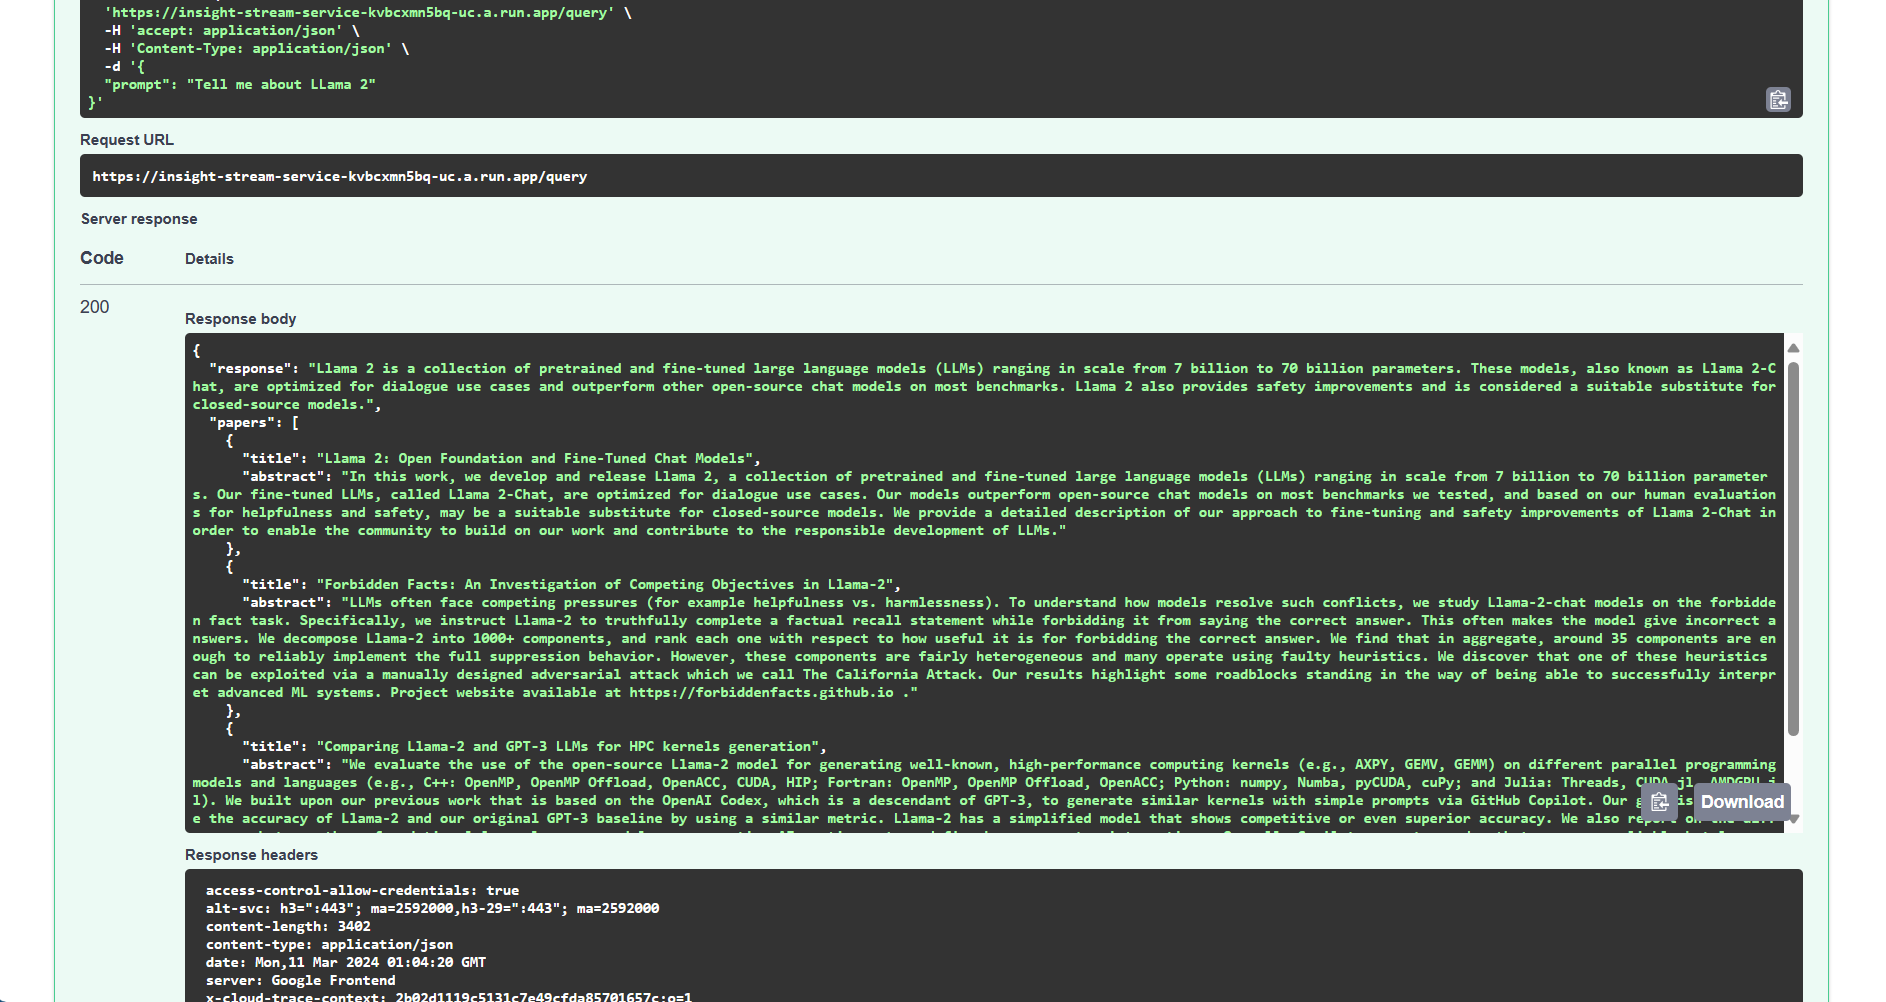 'https://insight-stream-service-kvbcxmn5bq-uc.a.run.app/query' \
-H 'accept: application/json' \
-H 'Content-Type: application/json' \
-d '{
"prompt": "Tell me about LLama 2"
}'
Request URL
https://insight-stream-service-kvbcxmn5bq-uc.a.run.app/query
Server response
Code Details
200
Response body
{
"response": "Llama 2 is a collection of pretrained and fine-tuned large language models (LLMs) ranging in scale from 7 billion to 70 billion parameters. These models, also known as Llama 2-C
hat, are optimized for dialogue use cases and outperform other open-source chat models on most benchmarks. Llama 2 also provides safety improvements and is considered a suitable substitute for
closed-source models.",
"papers": [
{
"title": "Llama 2: Open Foundation and Fine-Tuned Chat Models",
"abstract": "In this work, we develop and release Llama 2, a collection of pretrained and fine-tuned large language models (LLMs) ranging in scale from 7 billion to 70 billion parameter
s. Our fine-tuned LLMs, called Llama 2-Chat, are optimized for dialogue use cases. Our models outperform open-source chat models on most benchmarks we tested, and based on our human evaluation
s for helpfulness and safety, may be a suitable substitute for closed-source models. We provide a detailed description of our approach to fine-tuning and safety improvements of Llama 2-Chat in
order to enable the community to build on our work and contribute to the responsible development of LLMs."
},
{
"title": "Forbidden Facts: An Investigation of Competing Objectives in Llama-2",
"abstract": "LLMs often face competing pressures (for example helpfulness vs. harmlessness). To understand how models resolve such conflicts, we study Llama-2-chat models on the forbidde
n fact task. Specifically, we instruct Llama-2 to truthfully complete a factual recall statement while forbidding it from saying the correct answer. This often makes the model give incorrect a
nswers. We decompose Llama-2 into 1000+ components, and rank each one with respect to how useful it is for forbidding the correct answer. We find that in aggregate, around 35 components are en
ough to reliably implement the full suppression behavior. However, these components are fairly heterogeneous and many operate using faulty heuristics. We discover that one of these heuristics
can be exploited via a manually designed adversarial attack which we call The California Attack. Our results highlight some roadblocks standing in the way of being able to successfully interpr
et advanced ML systems. Project website available at https://forbiddenfacts.github.io ."
},
{
"title": "Comparing Llama-2 and GPT-3 LLMs for HPC kernels generation",
"abstract": "We evaluate the use of the open-source Llama-2 model for generating well-known, high-performance computing kernels (e.g., AXPY, GEMV, GEMM) on different parallel programming
models and languages (e.g., C++: OpenMP, OpenMP Offload, OpenACC, CUDA, HIP; Fortran: OpenMP, OpenMP Offload, OpenACC; Python: numpy, Numba, pyCUDA, cuPy; and Julia: Threads, CUDA.jl, AMDGPU.j
l). We built upon our previous work that is based on the OpenAI Codex, which is a descendant of GPT-3, to generate similar kernels with simple prompts via GitHub Copilot. Our is
e the accuracy of Llama-2 and our original GPT-3 baseline by using a similar metric. Llama-2 has a simplified model that shows competitive or even superior accuracy. We also report on the
Download
Response headers
access-control-allow-credentials: true
alt-svc: h3=":443"; ma=2592000,h3-29=":443"; ma=2592000
content-length: 3402
content-type: application/json
date: Mon,11 Mar 2024 01:04:20 GMT
server: Google Frontend
x-cloud-trace-context: 2b02d1119c5131c7e49cfda85701657c;o=1